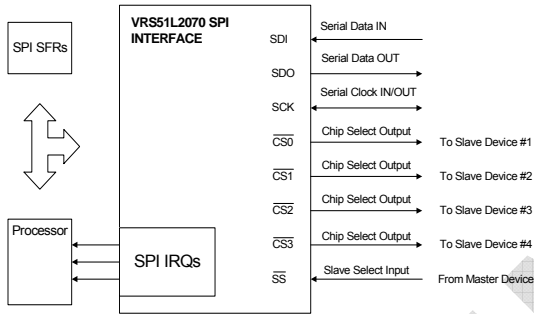 VRS51L2070 SPI
INTERFACE
SPI SFRs
Processor
SPI IRQs
SDI
Serial Data IN
SDO
Serial Data OUT
SCK
Serial Clock IN/OUT
CS0
Chip Select Output
To Slave Device #1
CS1
Chip Select Output
To Slave Device #2
CS2
Chip Select Output
To Slave Device #3
CS3
Chip Select Output
To Slave Device #4
SS
Slave Select Input
From Master Device